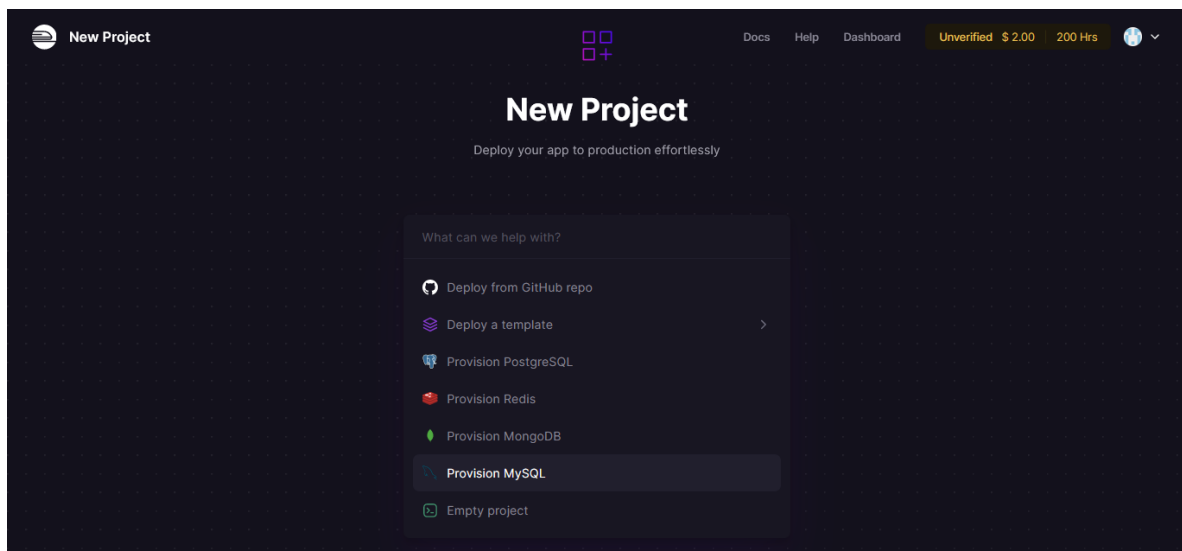 New Project
Docs Help Dashboard Unverified $ 2.00 200 Hrs
New Project
Deploy your app to production effortlessly
What can we help with?
Deploy from GitHub repo
Deploy a template
Provision PostgreSQL
Provision Redis
Provision MongoDB
Provision MySQL
Empty project